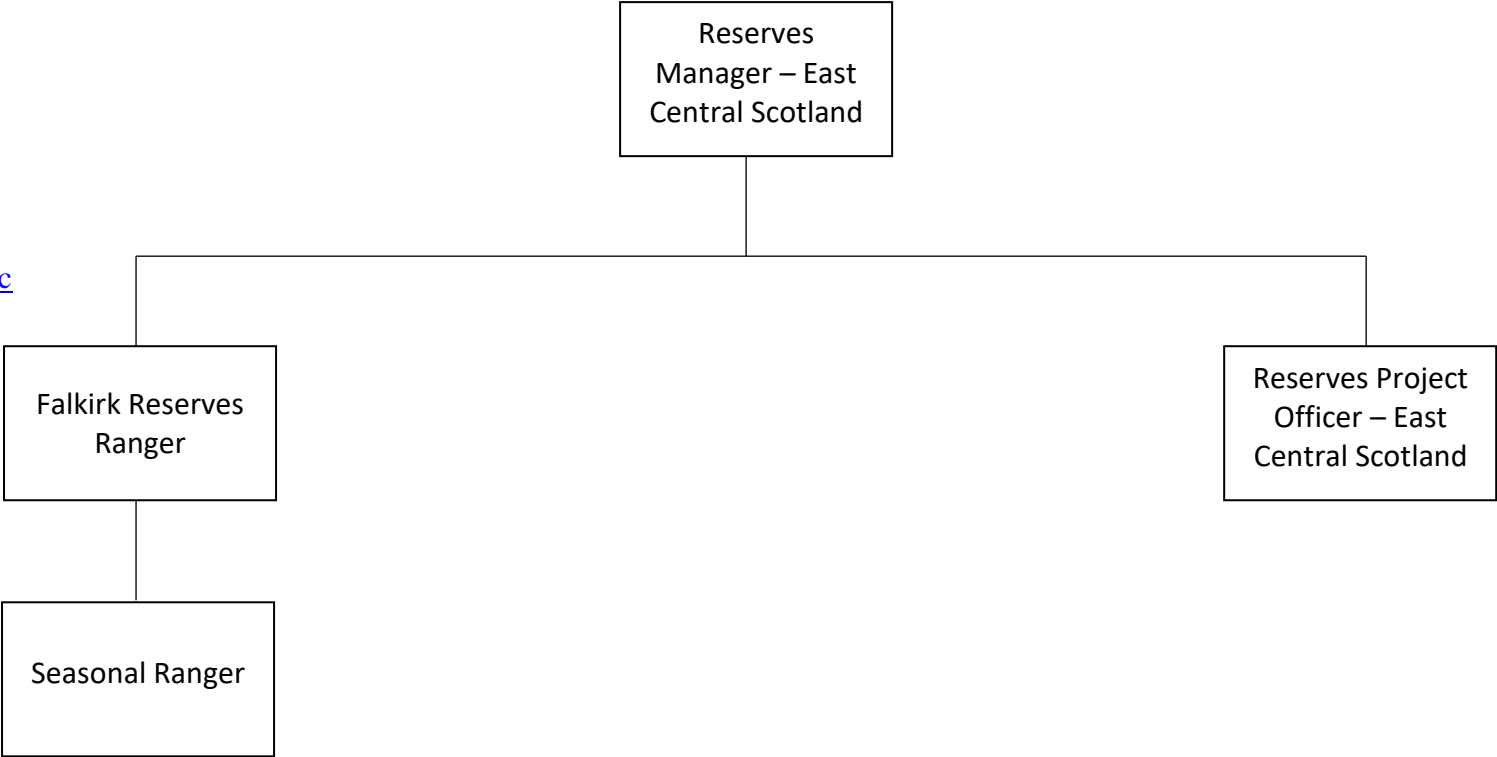 Reserves
Manager – East
Central Scotland
c
Falkirk Reserves
Ranger
Reserves Project
Officer – East
Central Scotland
Seasonal Ranger